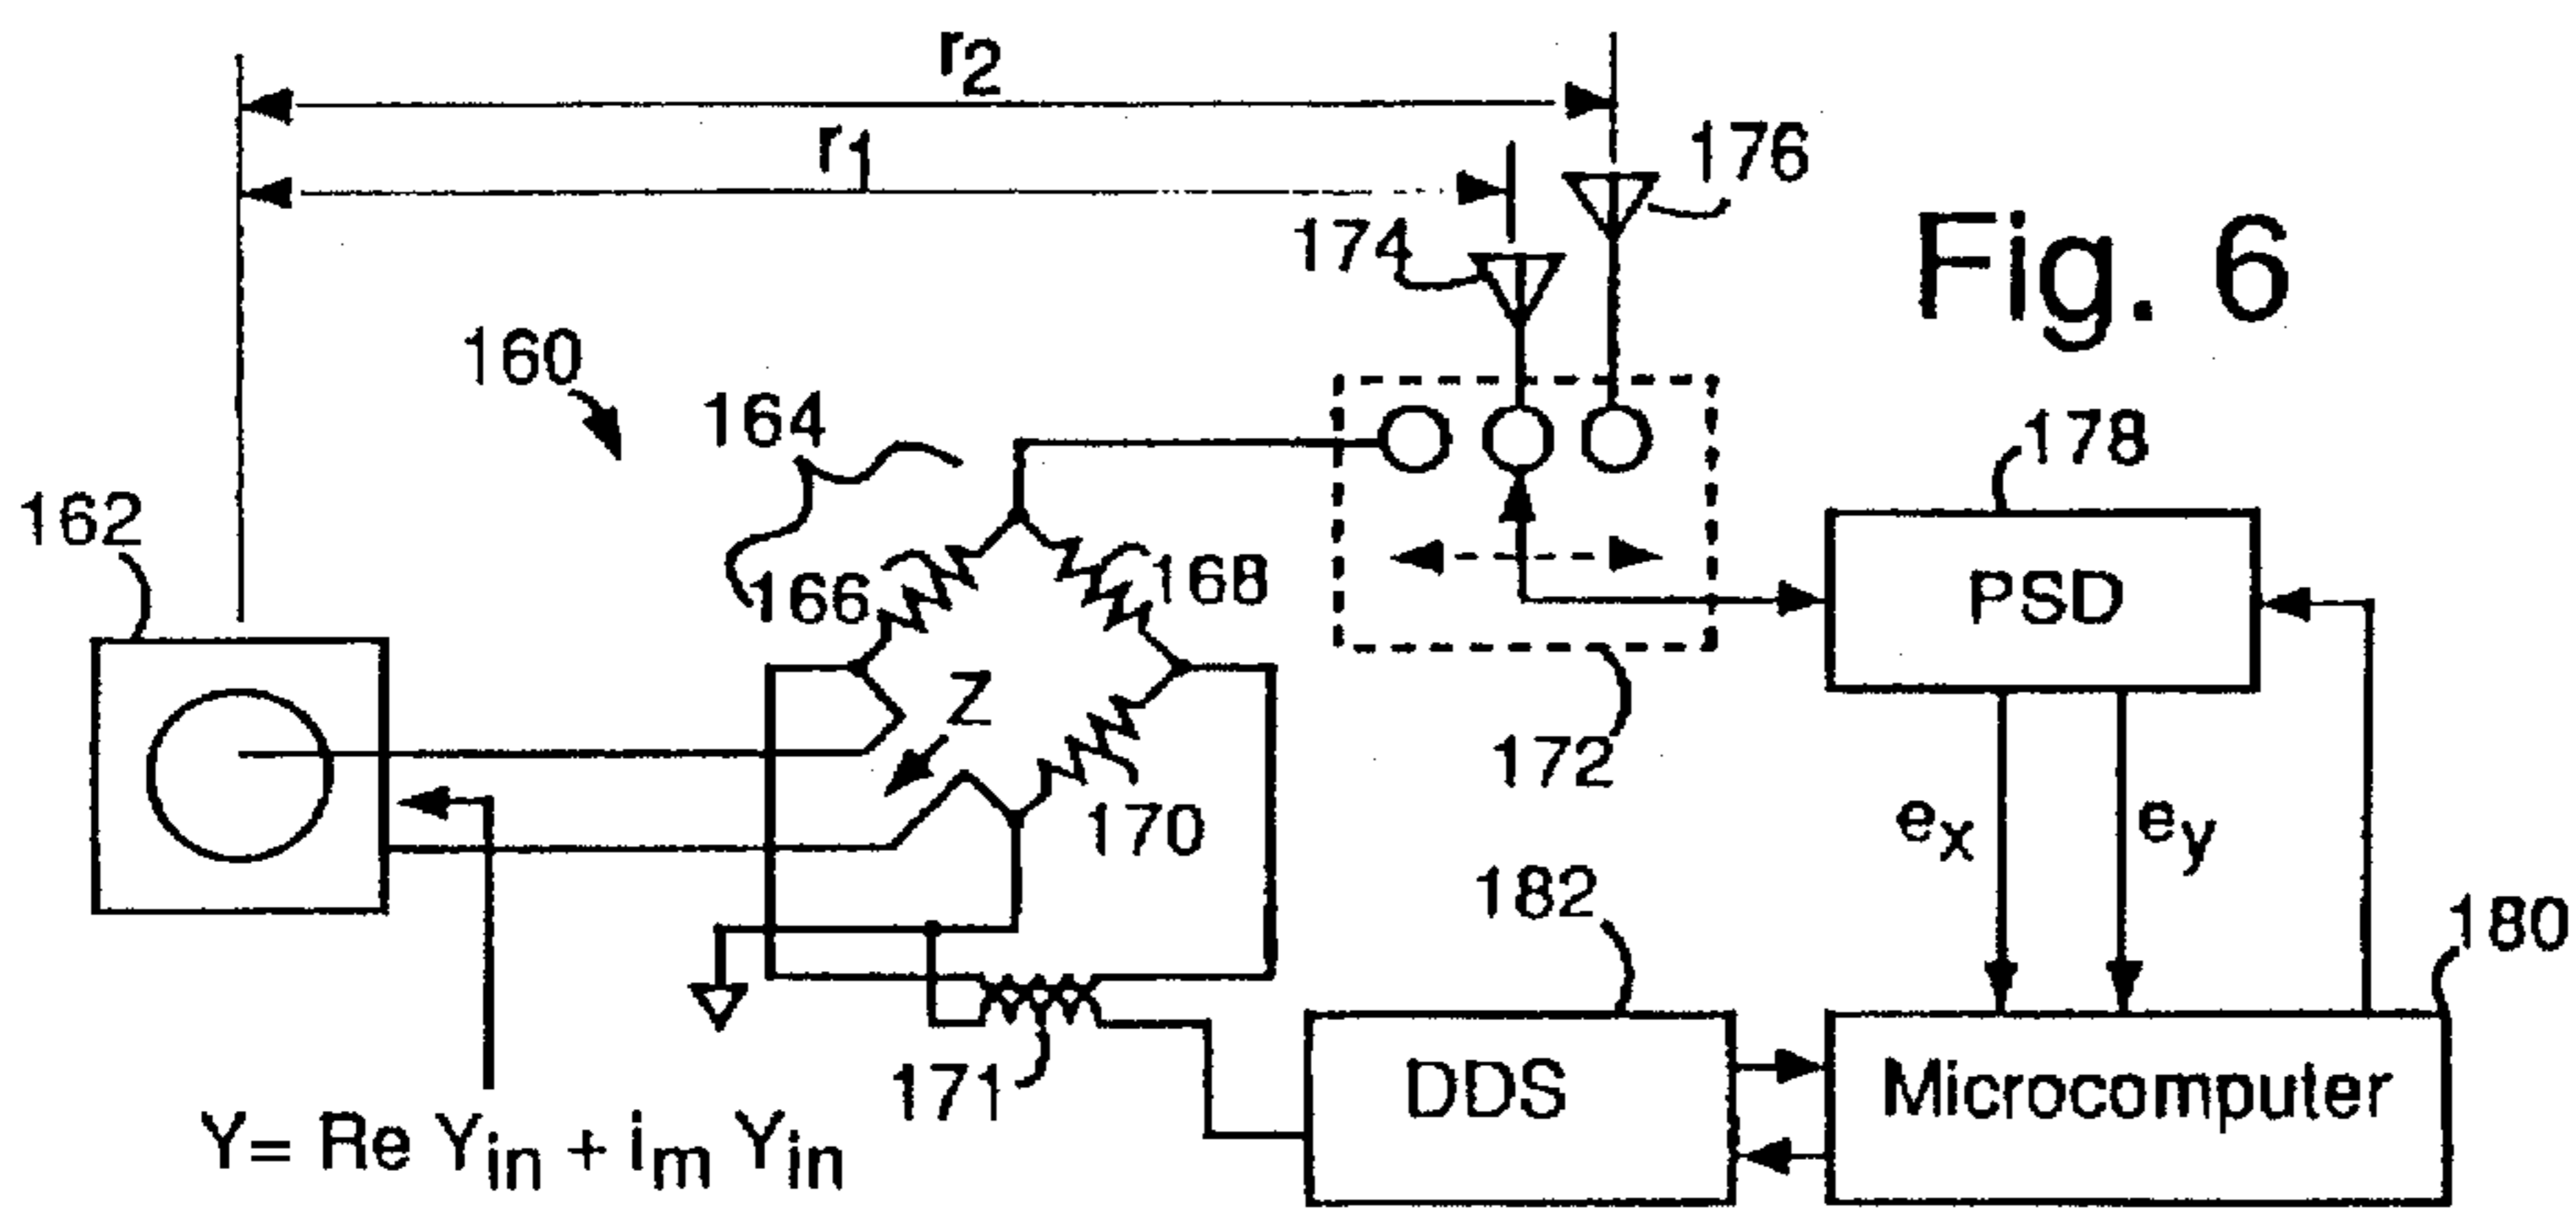 r2
r1
176
174
Fig. 6
160
164
178
162
166
168
PSD
Z
172
170
ex
ey
182
180
171
DDS
Microcomputer
Y= Re Yin + im Yin